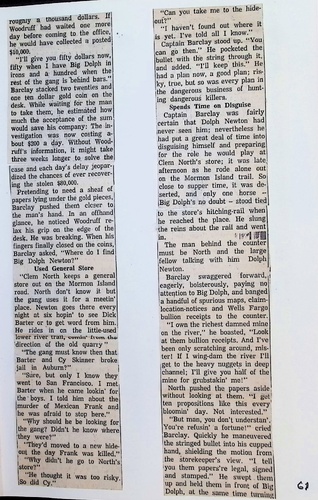 roughly a thousand dollars. If
Woodruff had waited one more
day before coming to the office,
he would have collected a posted
$10,000.
"I'll give you fifty dollars now,
fifty when I have Big Dolph in
irons and a hundred when the
rest of the gang is behind bars."
Barclay stacked two twenties and
one ten dollar gold coin on the
desk. While waiting for the man
to take them, he estimated how
much the acceptance of the sum
would save his company; The in-
vestigation was now costing a-
bout $200 a day. Without Wood-
ruff's information, it might take
three weeks longer to solve the
case and each day's delay jeopar-
dized the chances of ever recover-
ing the stolen $80,000.
Pretending to need a sheaf of
papers lying under the gold pieces,
Barclay pushed them closer to
the man's hand. In an offhand
glance, he noticed Woodruff re-
lax his grip on the edge of the
desk. He was breaking. When his
fingers finally closed on the coins,
Barclay asked, "Where do I find
Big Dolph Newton?"
Used General Store
"Clem North keeps a general
store out on the Mormon Island
road. North don't know it but
the gang uses it for a meetin'
place. Newton goes there every
night at six hopin' to see Dick
Barter or to get word from him.
He rides in on the little-used
lower river trail, comin' from the
direction of the old quarry."
"The gang must know then that
Barter and Cy Skinner broke
jail in Auburn?"
"Sure, but only I know they
went to San Francisco. I met
Barter when he came lookin' for
the boys. I told him about the
murder of Mexican Frank and
he was afraid to stop here."
"Why should he be looking for
the gang? Didn't he know where
they were?"
"They'd moved to a new hide-
out the day Frank was killed."
"Why didn't he go to North's
store?"
"He thought it was too risky.
So did Cy."
"Can you take me to the hide-
out?"
"I haven't found out where it
is yet. I've told all I know."
Captain Barclay stood up. "You
can go then." He pocketed the
bullet with the string through it,
and added. "I'll keep this." He
had a plan now, a good plan; ris-
ky, true, but so was every plan in
the dangerous business of hunt-
ing dangerous killers.
Spends Time on Disguise
Captain Barclay was fairly
certain that Dolph Newton had
never seen him; nevertheless he
had put a great deal of time into
disguising himself and preparing
for the role he would play at
Clem North's store; it was late
afternoon as he rode alone out
on the Mormon Island trail. So
close to supper time, it was de-
serted, and only one horse —
Big Dolph's no doubt — stood tied
to the store's hitching-rail when
he reached the place. He slung
the reins about the rail and went
in.
The man behind the counter
must be North and the large
fellow talking with him Dolph
Newton.
Barclay swaggered forward,
eagerly, boisterously, paying no
attention to Big Dolph, and banged
a handful of spurious maps, claim-
location-notices and Wells Fargo
bullion receipts to the counter.
"I own the richest damned mine
on the river," he boasted, "Look
at them bullion receipts. And I've
been only scratching around, mis-
ter! If I wing-dam the river I'll
get to the heavy nuggets in deep
channel; I'll give you half of the
mine for grubstakin' me!"
North pushed the papers aside
without looking at them. "I get
ten propositions like this every
bloomin' day. Not interested."
"But man, you don't understan'.
You're refusin' a fortune!" cried
Barclay. Quickly he maneuvered
the stringed bullet into his cupped
hand, shielding the motion from
the storekeeper's view. "I tell
you them papers're legal, signed
and stamped." He swept them
up and held them in front of Big
Dolph, at the same time turning
68